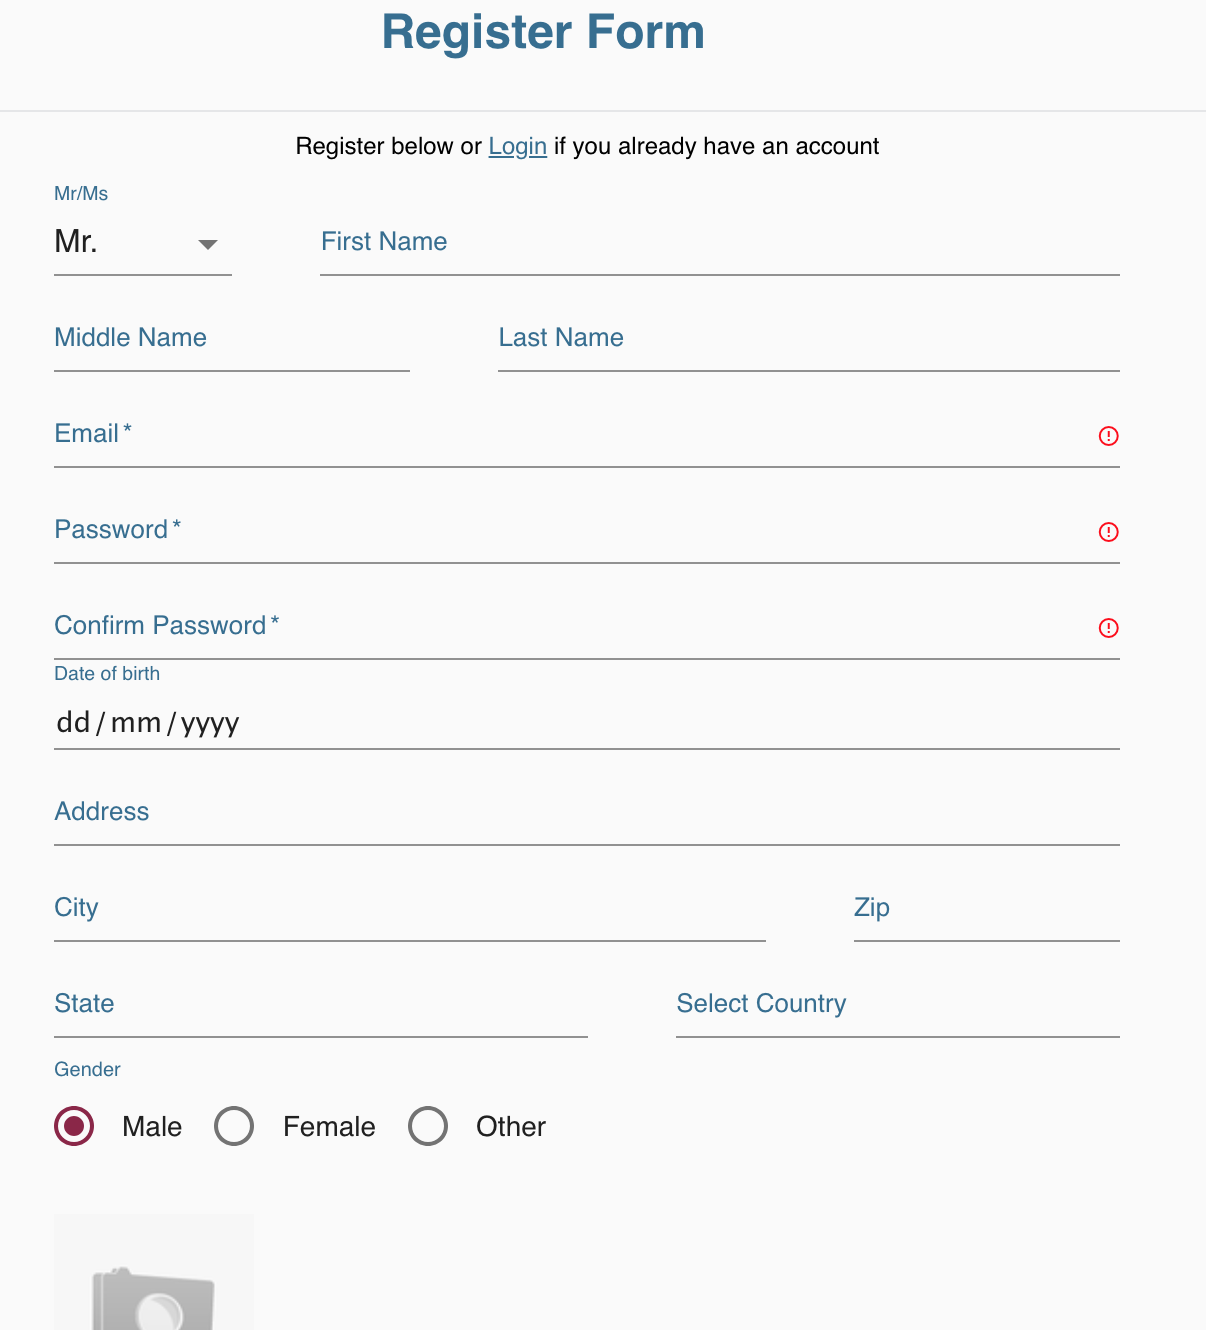 Register Form
Register below or Login if you already have an account
Mr/Ms
Mr.
First Name
Middle Name
Last Name
Email *
Password *
Confirm Password *
Date of birth
dd/mm/yyyy
Address
City
Zip
State
Select Country
Gender
Male
Female
Other